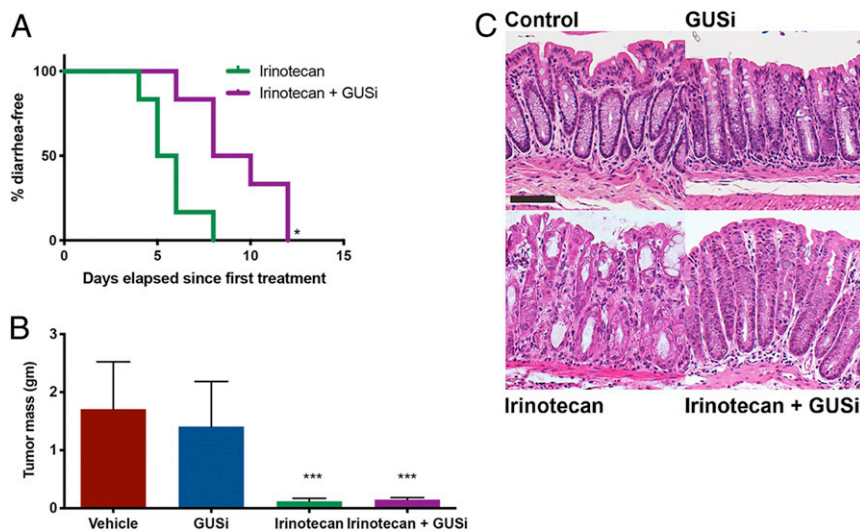 A
100
50
0
% diarrhea-free
Irinotecan
Irinotecan + GUSi
*
0 5 10 15
Days elapsed since first treatment
B
3
2
1
0
Tumor mass (gm)
*** ***
Vehicle GUSi Irinotecan Irinotecan + GUSi
C
Control GUSi
Irinotecan Irinotecan + GUSi